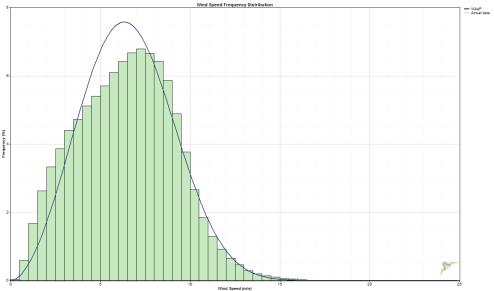 Wind Speed Frequency Distribution
WAsP
Actual data
8
6
4
2
0
Frequency (%)
0
5
10
15
20
25
Wind Speed (m/s)